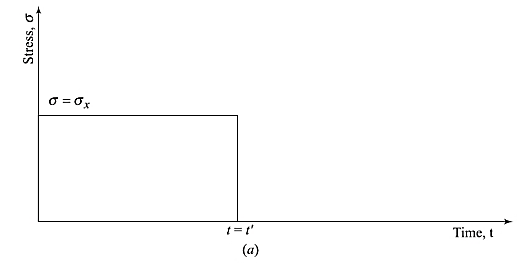 Stress, σ
σ = σₓ
t = t'
Time, t
(a)